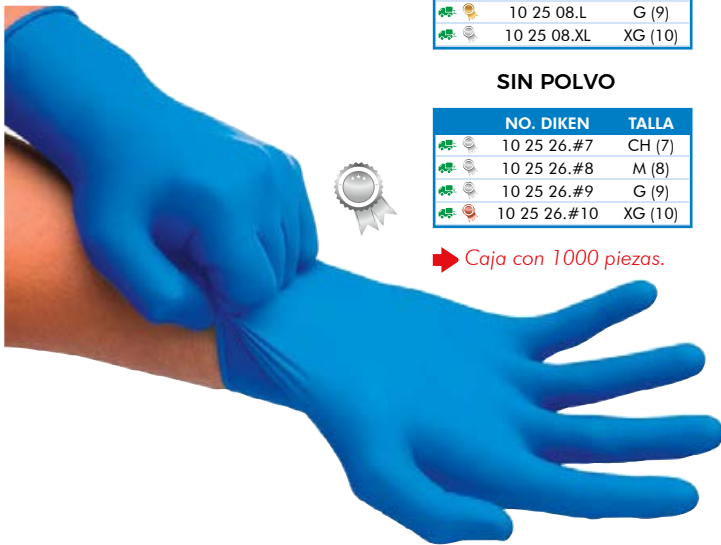 10 25 08.L G (9)
10 25 08.XL XG (10)
SIN POLVO
NO. DIKEN TALLA
10 25 26.#7 CH (7)
10 25 26.#8 M (8)
10 25 26.#9 G (9)
10 25 26.#10 XG (10)
Caja con 1000 piezas.